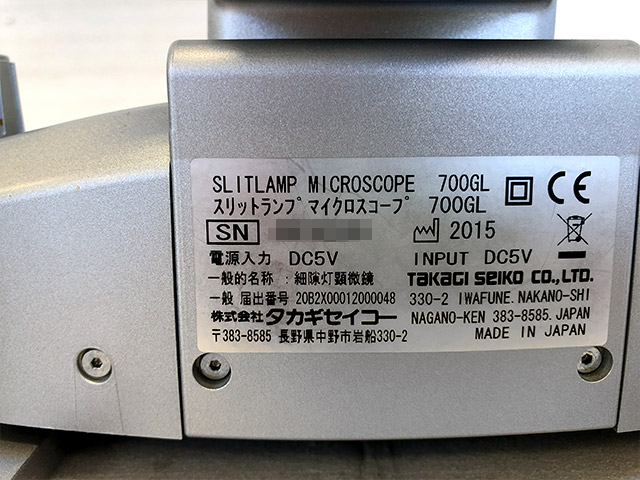 SLITLAMP MICROSCOPE 700GL
スリットランプ マイクロスコープ 700GL
SN 2015
電源入力 DC5V INPUT DC5V
一般的名称:細隙灯顕微鏡 TAKAGI SEIKO CO.,LTD.
一般 届出番号 20B2X00012000048 330-2 IWAFUNE.NAKANO-SHI
株式会社タカギセイコー NAGANO-KEN 383-8585.JAPAN
〒383-8585 長野県中野市岩船330-2 MADE IN JAPAN
CE